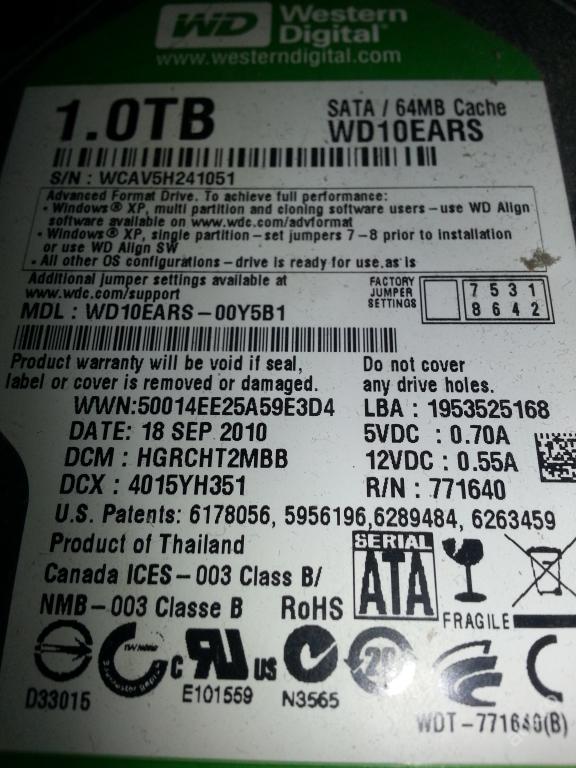 WD Western Digital
www.westerndigital.com
1.0TB
SATA / 64MB Cache
WD10EARS
S/N : WCAV5H241051
Advanced Format Drive. To achieve full performance:
• Windows® XP, multi partition and cloning software users – use WD Align
software available on www.wdc.com/advformat
• Windows® XP, single partition – set jumpers 7 – 8 prior to installation
or use WD Align SW
• All other OS configurations – drive is ready for use as is
Additional jumper settings available at
www.wdc.com/support
FACTORY
JUMPER
SETTINGS
7 5 3 1
8 6 4 2
MDL : WD10EARS – 00Y5B1
Product warranty will be void if seal,
label or cover is removed or damaged.
Do not cover
any drive holes.
WWN:50014EE25A59E3D4
LBA : 1953525168
DATE: 18 SEP 2010
5VDC : 0.70A
DCM : HGRCHT2MBB
12VDC : 0.55A
DCX : 4015YH351
R/N : 771640
U.S. Patents: 6178056, 5956196,6289484, 6263459
Product of Thailand
Canada ICES – 003 Class B/
NMB – 003 Classe B
RoHS
SERIAL
ATA
FRAGILE
c RU US
20
D33015
E101559
N3565
WDT – 771640(B)